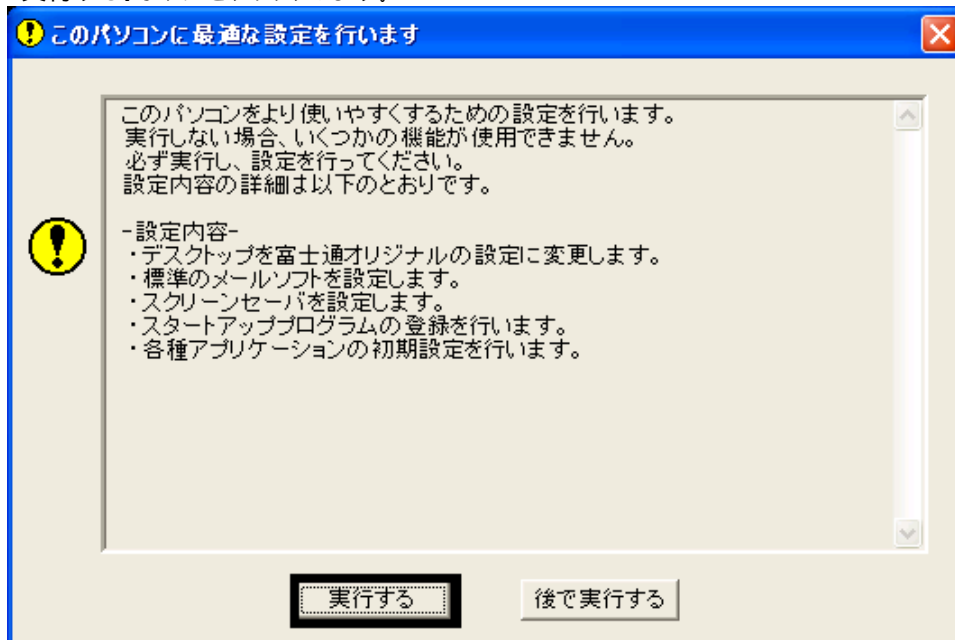 このパソコンに最適な設定を行います
このパソコンをより使いやすくするための設定を行います。
実行しない場合、いくつかの機能が使用できません。
必ず実行し、設定を行ってください。
設定内容の詳細は以下のとおりです。
-設定内容-
・デスクトップを富士通オリジナルの設定に変更します。
・標準のメールソフトを設定します。
・スクリーンセーバを設定します。
・スタートアッププログラムの登録を行います。
・各種アプリケーションの初期設定を行います。
実行する
後で実行する